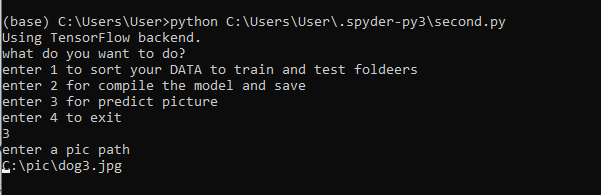 (base) C:\Users\User>python C:\Users\User\.spyder-py3\second.py
Using TensorFlow backend.
what do you want to do?
enter 1 to sort your DATA to train and test foldeers
enter 2 for compile the model and save
enter 3 for predict picture
enter 4 to exit
3
enter a pic path
C:\pic\dog3.jpg